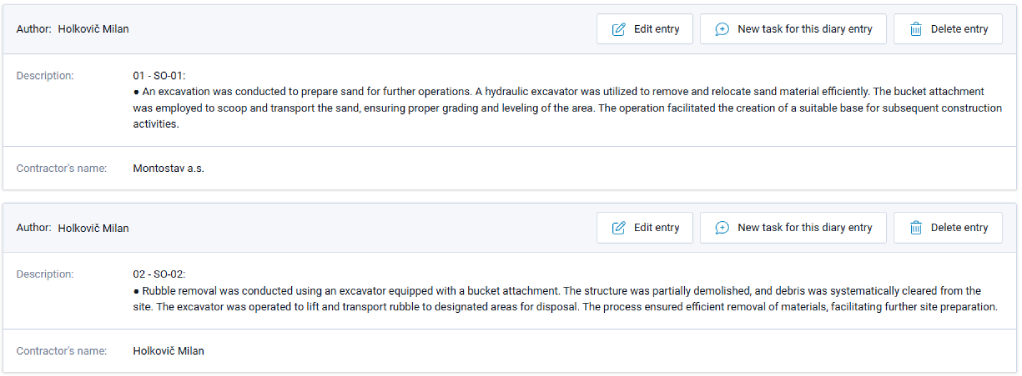 Author: Holkovič Milan
Edit entry
New task for this diary entry
Delete entry
Description:
01 - SO-01:
● An excavation was conducted to prepare sand for further operations. A hydraulic excavator was utilized to remove and relocate sand material efficiently. The bucket attachment
was employed to scoop and transport the sand, ensuring proper grading and leveling of the area. The operation facilitated the creation of a suitable base for subsequent construction
activities.
Contractor's name: Montostav a.s.
Author: Holkovič Milan
Edit entry
New task for this diary entry
Delete entry
Description:
02 - SO-02:
● Rubble removal was conducted using an excavator equipped with a bucket attachment. The structure was partially demolished, and debris was systematically cleared from the
site. The excavator was operated to lift and transport rubble to designated areas for disposal. The process ensured efficient removal of materials, facilitating further site preparation.
Contractor's name: Holkovič Milan